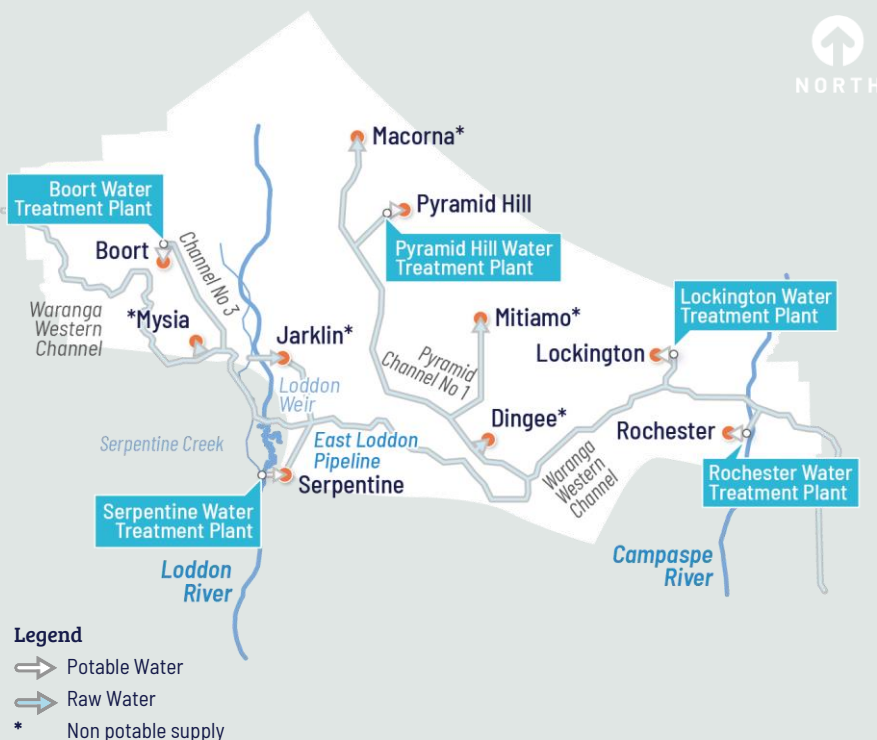 NORTH
Macorna*
Boort Water
Treatment Plant
Pyramid Hill
Boort
Channel No 3
Pyramid Hill Water
Treatment Plant
Waranga
Western
Channel
*Mysia
Jarklin*
Mitiamo*
Lockington Water
Treatment Plant
Lockington
Pyramid
Channel No 1
Loddon
Weir
Dingee*
Serpentine Creek
East Loddon
Pipeline
Rochester
Serpentine
Waranga
Western
Channel
Rochester Water
Treatment Plant
Serpentine Water
Treatment Plant
Loddon
River
Campaspe
River
Legend
Potable Water
Raw Water
* Non potable supply